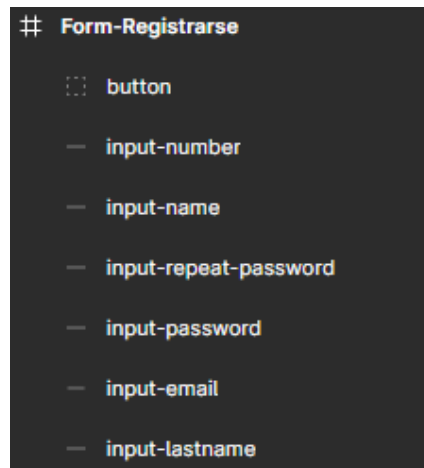 Form-Registrarse
button
input-number
input-name
input-repeat-password
input-password
input-email
input-lastname